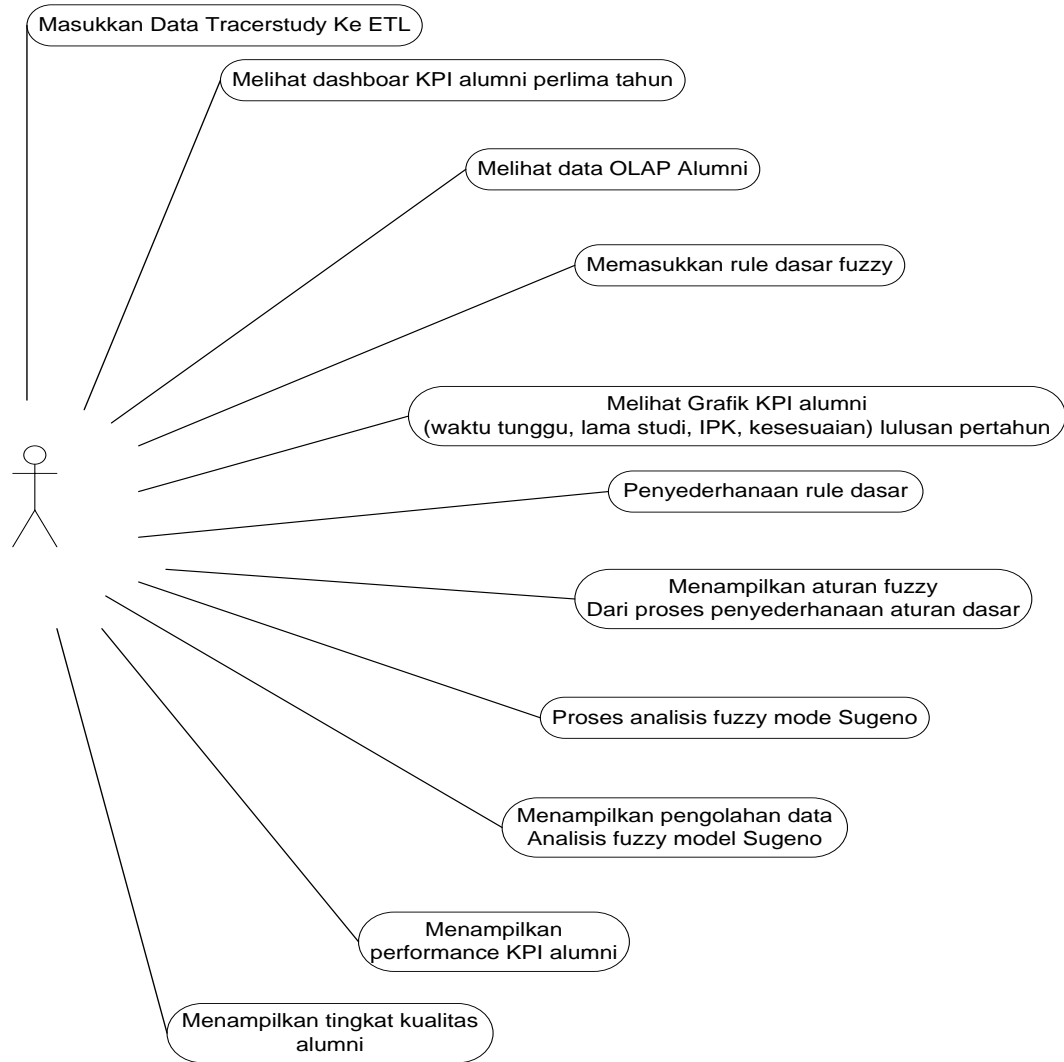 Masukkan Data Tracerstudy Ke ETL
Melihat dashboar KPI alumni perlima tahun
Melihat data OLAP Alumni
Memasukkan rule dasar fuzzy
Melihat Grafik KPI alumni
(waktu tunggu, lama studi, IPK, kesesuaian) lulusan pertahun
Penyederhanaan rule dasar
Menampilkan aturan fuzzy
Dari proses penyederhanaan aturan dasar
Proses analisis fuzzy mode Sugeno
Menampilkan pengolahan data
Analisis fuzzy model Sugeno
Menampilkan
performance KPI alumni
Menampilkan tingkat kualitas
alumni